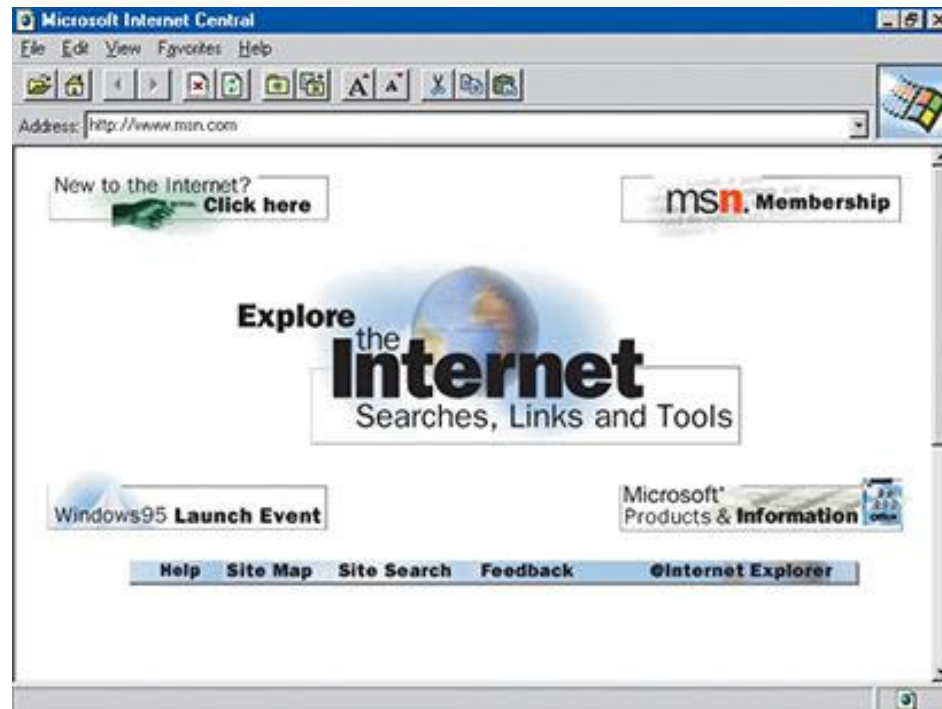 Microsoft Internet Central
File Edit View Favorites Help
Address: http://www.msn.com
New to the Internet?
Click here
msn. Membership
Explore
the
Internet
Searches, Links and Tools
Windows95 Launch Event
Microsoft
Products & Information
Office
Help Site Map Site Search Feedback @Internet Explorer